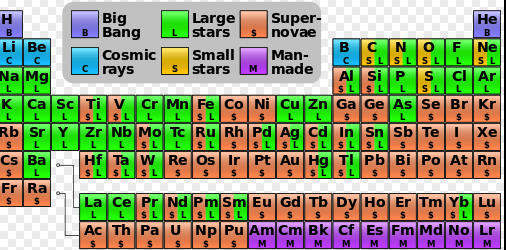 H He
B B
Big Bang
B
Large stars
L
Super-novae
$
Cosmic rays
C
Small stars
S
Man-made
M
Li Be B C N O F Ne
C C C S L S L S L L S L
Na Mg Al Si P S Cl Ar
L L $ L $ L L $ L L L
K Ca Sc Ti V Cr Mn Fe Co Ni Cu Zn Ga Ge As Se Br Kr
L L L $ L $ L L L $ L $ $ L L $ $ L $ $ $
Rb Sr Y Zr Nb Mo Tc Ru Rh Pd Ag Cd In Sn Sb Te I Xe
$ L L L L $ L L $ L $ $ L $ L $ L $ L $ L $ $ $ $
Cs Ba Hf Ta W Re Os Ir Pt Au Hg Tl Pb Bi Po At Rn
$ L $ L $ L $ L $ $ $ $ $ $ L $ L $ $ $ $ $
Fr Ra
$ $
La Ce Pr Nd Pm Sm Eu Gd Tb Dy Ho Er Tm Yb Lu
L L $ L $ L $ L $ L $ $ $ $ $ $ $ $ L $
Ac Th Pa U Np Pu Am Cm Bk Cf Es Fm Md No Lr
$ $ $ $ $ $ M M M M M M M M M